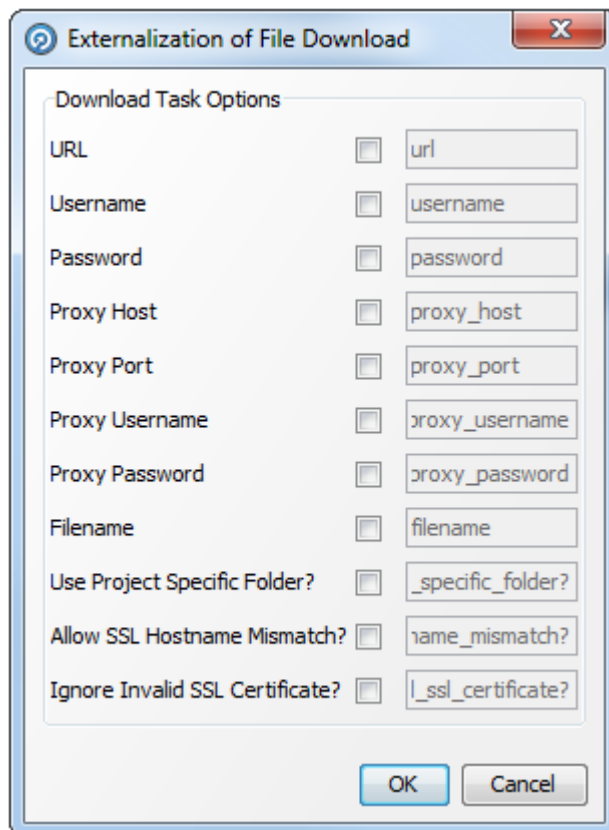 Externalization of File Download
Download Task Options
URL url
Username username
Password password
Proxy Host proxy_host
Proxy Port proxy_port
Proxy Username proxy_username
Proxy Password proxy_password
Filename filename
Use Project Specific Folder? _specific_folder?
Allow SSL Hostname Mismatch? name_mismatch?
Ignore Invalid SSL Certificate? l_ssl_certificate?
OK Cancel